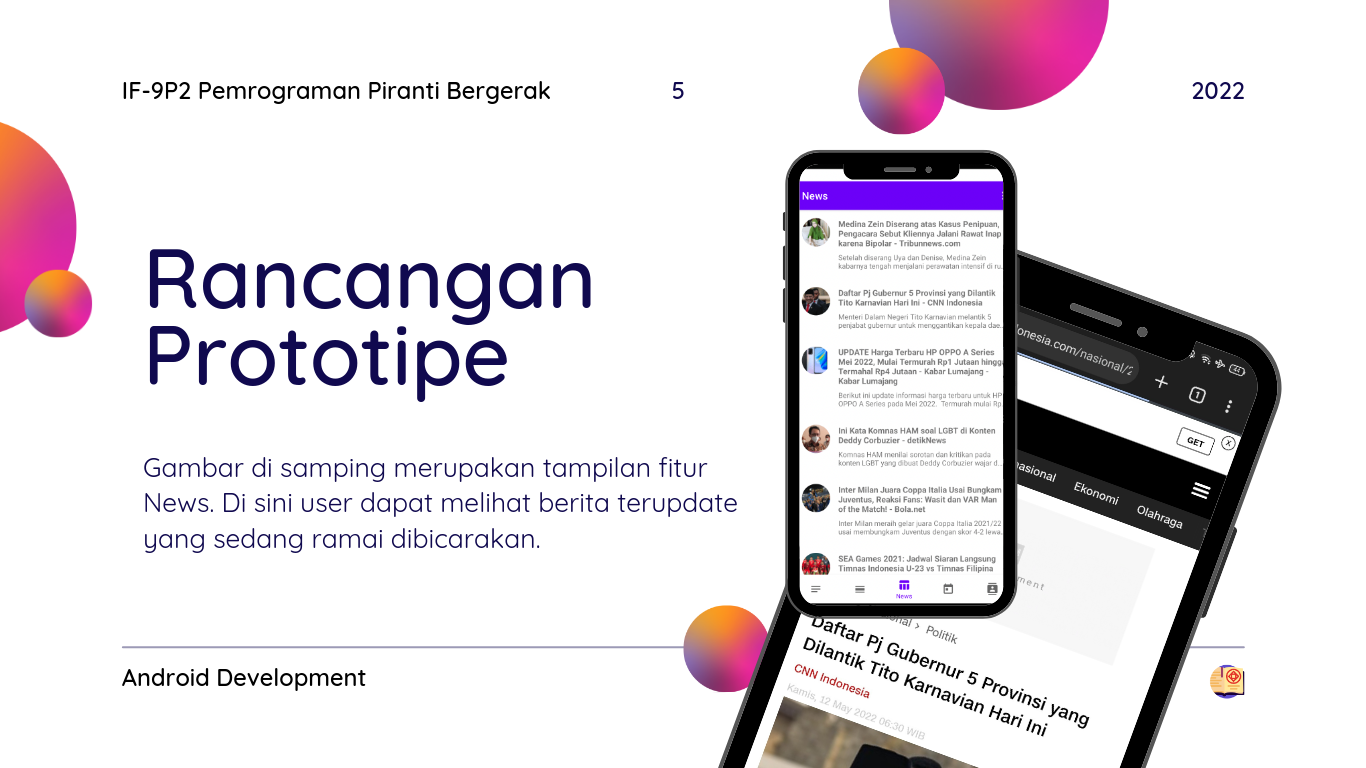 IF-9P2 Pemrograman Piranti Bergerak
5
2022
Rancangan
Prototipe
Gambar di samping merupakan tampilan fitur
News. Di sini user dapat melihat berita terupdate
yang sedang ramai dibicarakan.
Android Development
News
Medina Zein Diserang atas Kasus Penipuan,
Pengacara Sebut Kliennya Jalani Rawat Inap
karena Bipolar - Tribunnews.com
Setelah diserang Uya dan Denise, Medina Zein
kabarnya tengah menjalani perawatan intensif di ru..
Daftar Pj Gubernur 5 Provinsi yang Dilantik
Tito Karnavian Hari Ini - CNN Indonesia
Menteri Dalam Negeri Tito Karnavian melantik 5
penjabat gubernur untuk menggantikan kepala dae..
UPDATE Harga Terbaru HP OPPO A Series
Mei 2022, Mulai Termurah Rp1 Jutaan hingga
Termahal Rp4 Jutaan - Kabar Lumajang -
Kabar Lumajang
Berikut ini update informasi harga terbaru untuk HP
OPPO A Series pada Mei 2022. Termurah mulai Rp
Ini Kata Komnas HAM soal LGBT di Konten
Deddy Corbuzier - detikNews
Komnas HAM menilai sorotan dan kritikan pada
konten LGBT yang dibuat Deddy Corbuzier wajar d...
Inter Milan Juara Coppa Italia Usai Bungkam
Juventus, Reaksi Fans: Wasit dan VAR Man
of the Match! - Bola.net
Inter Milan meraih gelar juara Coppa Italia 2021/22
usai membungkam Juventus dengan skor 4-2 lewa..
SEA Games 2021: Jadwal Siaran Langsung
Timnas Indonesia U-23 vs Timnas Filipina
News
onesia.com/nasional/2
1
44
GET
X
nasional
Ekonomi
Olahraga
ment
onal › Politik
Daftar Pj Gubernur 5 Provinsi yang
Dilantik Tito Karnavian Hari Ini
CNN Indonesia
Kamis, 12 May 2022 06:30 WIB